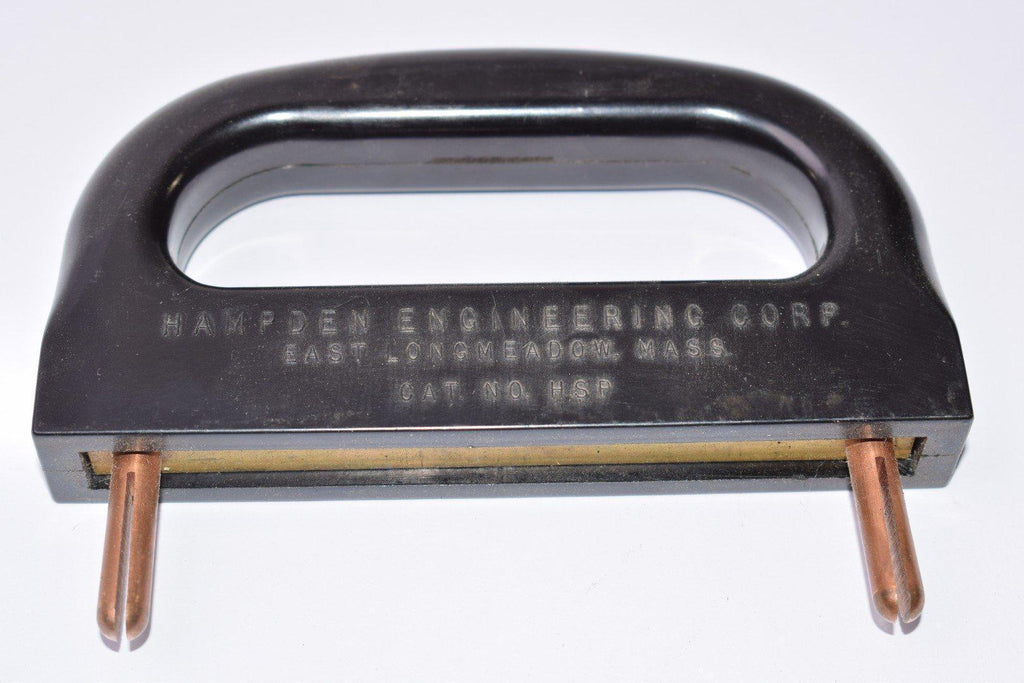 HAMPDEN ENGINEERING CORP.
EAST LONGMEADOW, MASS.
CAT. NO. HSP